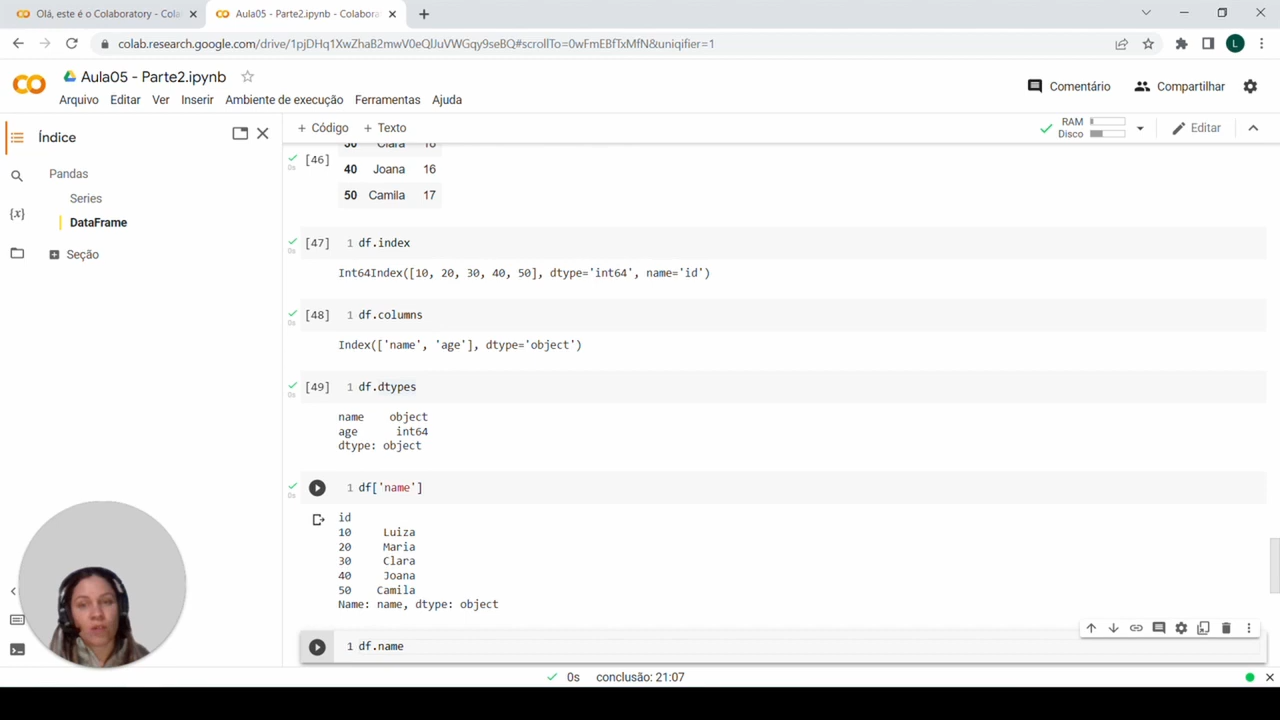 Olá, este é o Colaboratory - Cola
Aula05 - Parte2.ipynb - Colabora
colab.research.google.com/drive/1pjDHq1XwZhaB2mwV0eQlJuVWGqy9seBQ#scrollTo=0wFmEBfTxMfN&uniqifier=1
L
Aula05 - Parte2.ipynb
Comentário
Compartilhar
Arquivo Editar Ver Inserir Ambiente de execução Ferramentas Ajuda
Índice
+ Código + Texto
RAM
Disco
Editar
Pandas
Series
DataFrame
Seção
30 Clara 16
[46]
0s
40 Joana 16
50 Camila 17
[47] 1 df.index
0s
Int64Index([10, 20, 30, 40, 50], dtype='int64', name='id')
[48] 1 df.columns
0s
Index(['name', 'age'], dtype='object')
[49] 1 df.dtypes
0s
name object
age int64
dtype: object
1 df['name']
0s
id
10 Luiza
20 Maria
30 Clara
40 Joana
50 Camila
Name: name, dtype: object
1 df.name
0s conclusão: 21:07